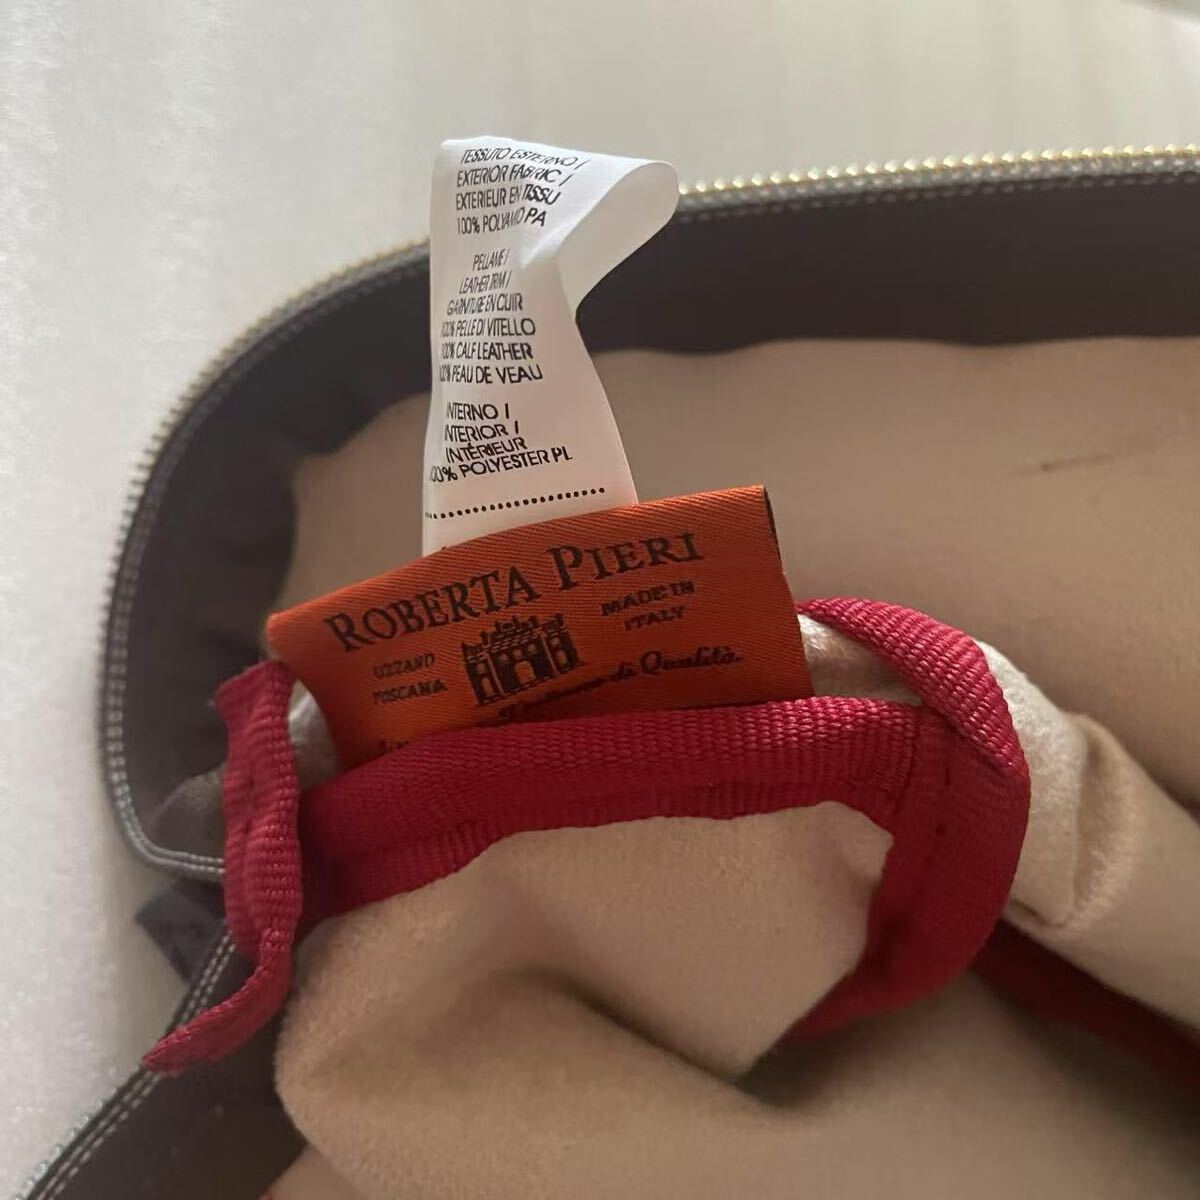 TESSUTO ESTERNO /
EXTERIOR FABRIC /
EXTERIEUR EN TISSU
100% POLYAMID PA
PELLAME /
LEATHER TRIM /
GARNITURE EN CUIR
100% PELLE DI VITELLO
100% CALF LEATHER
100% PEAU DE VEAU
INTERNO /
INTERIOR /
INTÉRIEUR
100% POLYESTER PL
ROBERTA PIERI
UZZANO
TOSCANA
MADE IN
ITALY
di Qualità